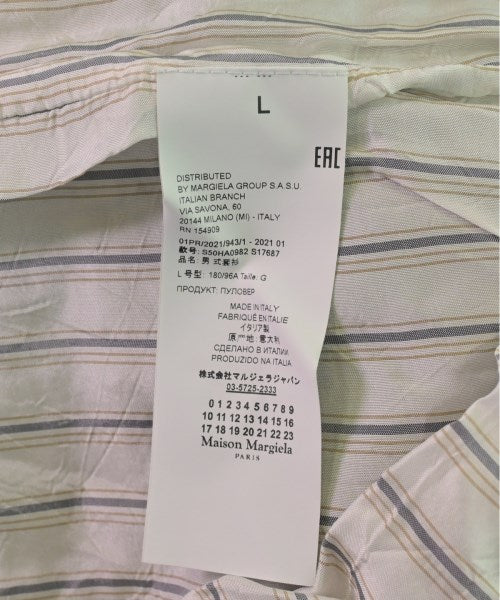 L
EAC
DISTRIBUTED
BY MARGIELA GROUP S.A.S.U.
ITALIAN BRANCH
VIA SAVONA, 60
20144 MILANO (MI) - ITALY
RN 154909
01PR/2021/943/1 - 2021 01
款号: S50HA0982 S17687
品名: 男式套衫
L 号型: 180/96A Taille: G
ПРОДУКТ: ПУЛОВЕР
MADE IN ITALY
FABRIQUÉ EN ITALIE
イタリア製
原产地: 意大利
СДЕЛАНО В ИТАЛИИ
PRODUZIDO NA ITALIA
株式会社マルジェラジャパン
03-5725-2333
0 1 2 3 4 5 6 7 8 9
10 11 12 13 14 15 16
17 18 19 20 21 22 23
Maison Margiela
PARIS